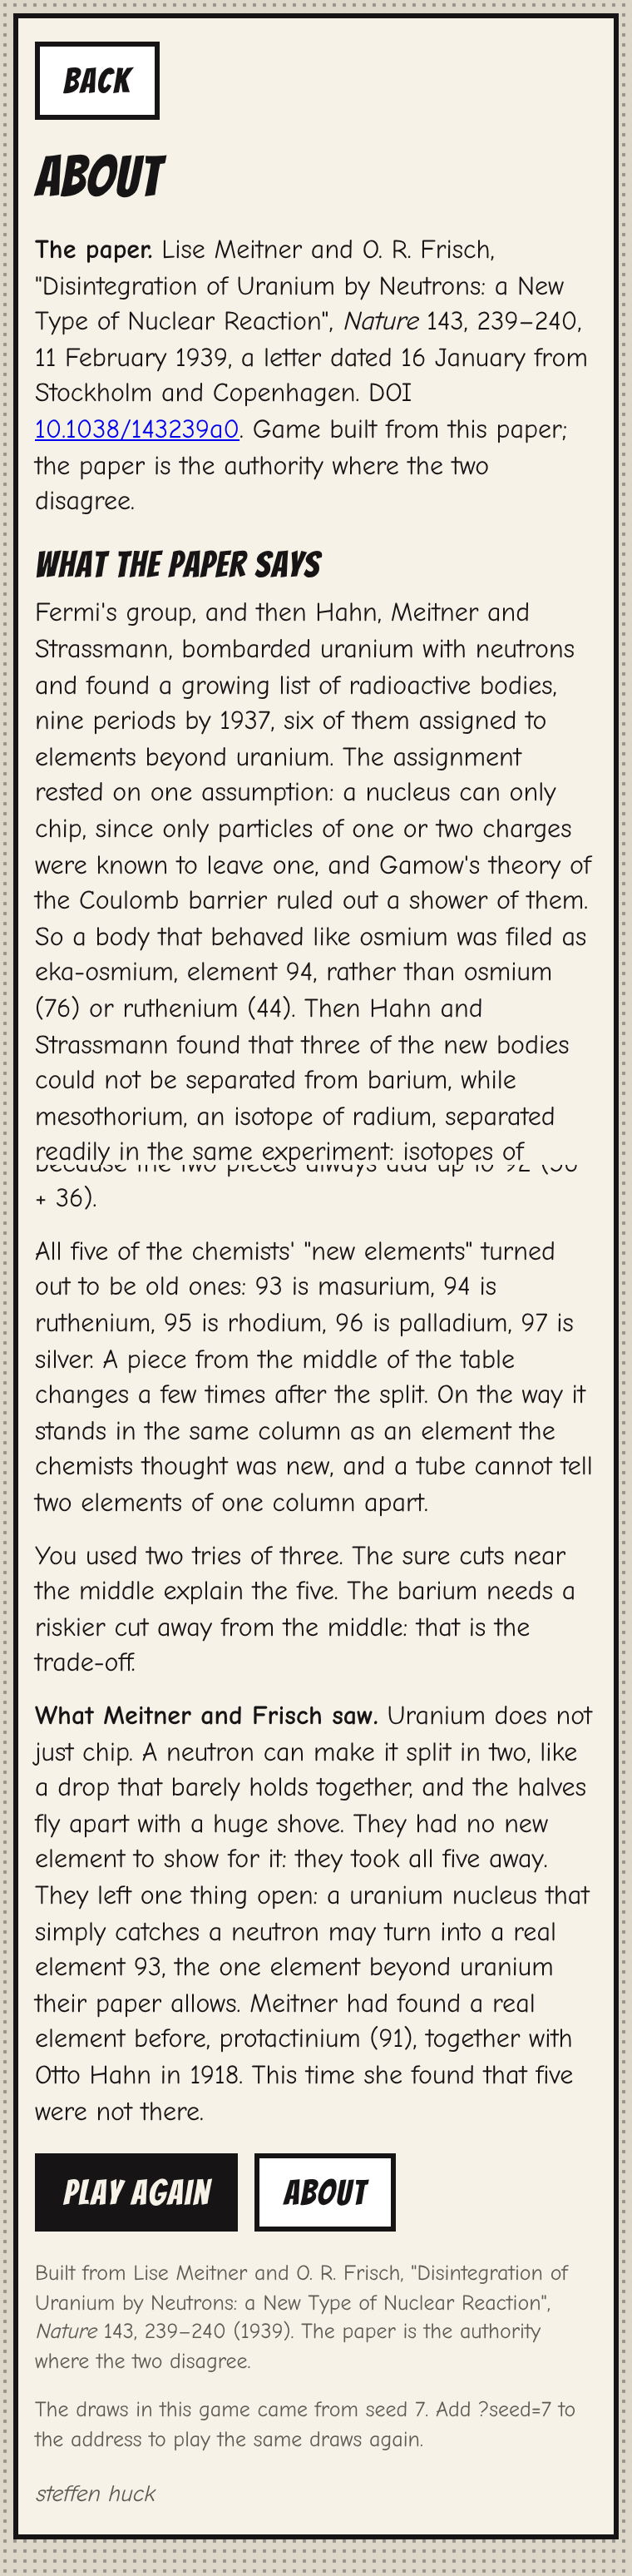 BACK
ABOUT
The paper. Lise Meitner and O. R. Frisch,
"Disintegration of Uranium by Neutrons: a New
Type of Nuclear Reaction", Nature 143, 239–240,
11 February 1939, a letter dated 16 January from
Stockholm and Copenhagen. DOI
10.1038/143239a0. Game built from this paper;
the paper is the authority where the two
disagree.
WHAT THE PAPER SAYS
Fermi's group, and then Hahn, Meitner and
Strassmann, bombarded uranium with neutrons
and found a growing list of radioactive bodies,
nine periods by 1937, six of them assigned to
elements beyond uranium. The assignment
rested on one assumption: a nucleus can only
chip, since only particles of one or two charges
were known to leave one, and Gamow's theory of
the Coulomb barrier ruled out a shower of them.
So a body that behaved like osmium was filed as
eka-osmium, element 94, rather than osmium
(76) or ruthenium (44). Then Hahn and
Strassmann found that three of the new bodies
could not be separated from barium, while
mesothorium, an isotope of radium, separated
readily in the same experiment: isotopes of
because the two pieces always add up to 92 (56
+ 36).
All five of the chemists' "new elements" turned
out to be old ones: 93 is masurium, 94 is
ruthenium, 95 is rhodium, 96 is palladium, 97 is
silver. A piece from the middle of the table
changes a few times after the split. On the way it
stands in the same column as an element the
chemists thought was new, and a tube cannot tell
two elements of one column apart.
You used two tries of three. The sure cuts near
the middle explain the five. The barium needs a
riskier cut away from the middle: that is the
trade-off.
What Meitner and Frisch saw. Uranium does not
just chip. A neutron can make it split in two, like
a drop that barely holds together, and the halves
fly apart with a huge shove. They had no new
element to show for it: they took all five away.
They left one thing open: a uranium nucleus that
simply catches a neutron may turn into a real
element 93, the one element beyond uranium
their paper allows. Meitner had found a real
element before, protactinium (91), together with
Otto Hahn in 1918. This time she found that five
were not there.
PLAY AGAIN
ABOUT
Built from Lise Meitner and O. R. Frisch, "Disintegration of
Uranium by Neutrons: a New Type of Nuclear Reaction",
Nature 143, 239–240 (1939). The paper is the authority
where the two disagree.
The draws in this game came from seed 7. Add ?seed=7 to
the address to play the same draws again.
steffen huck